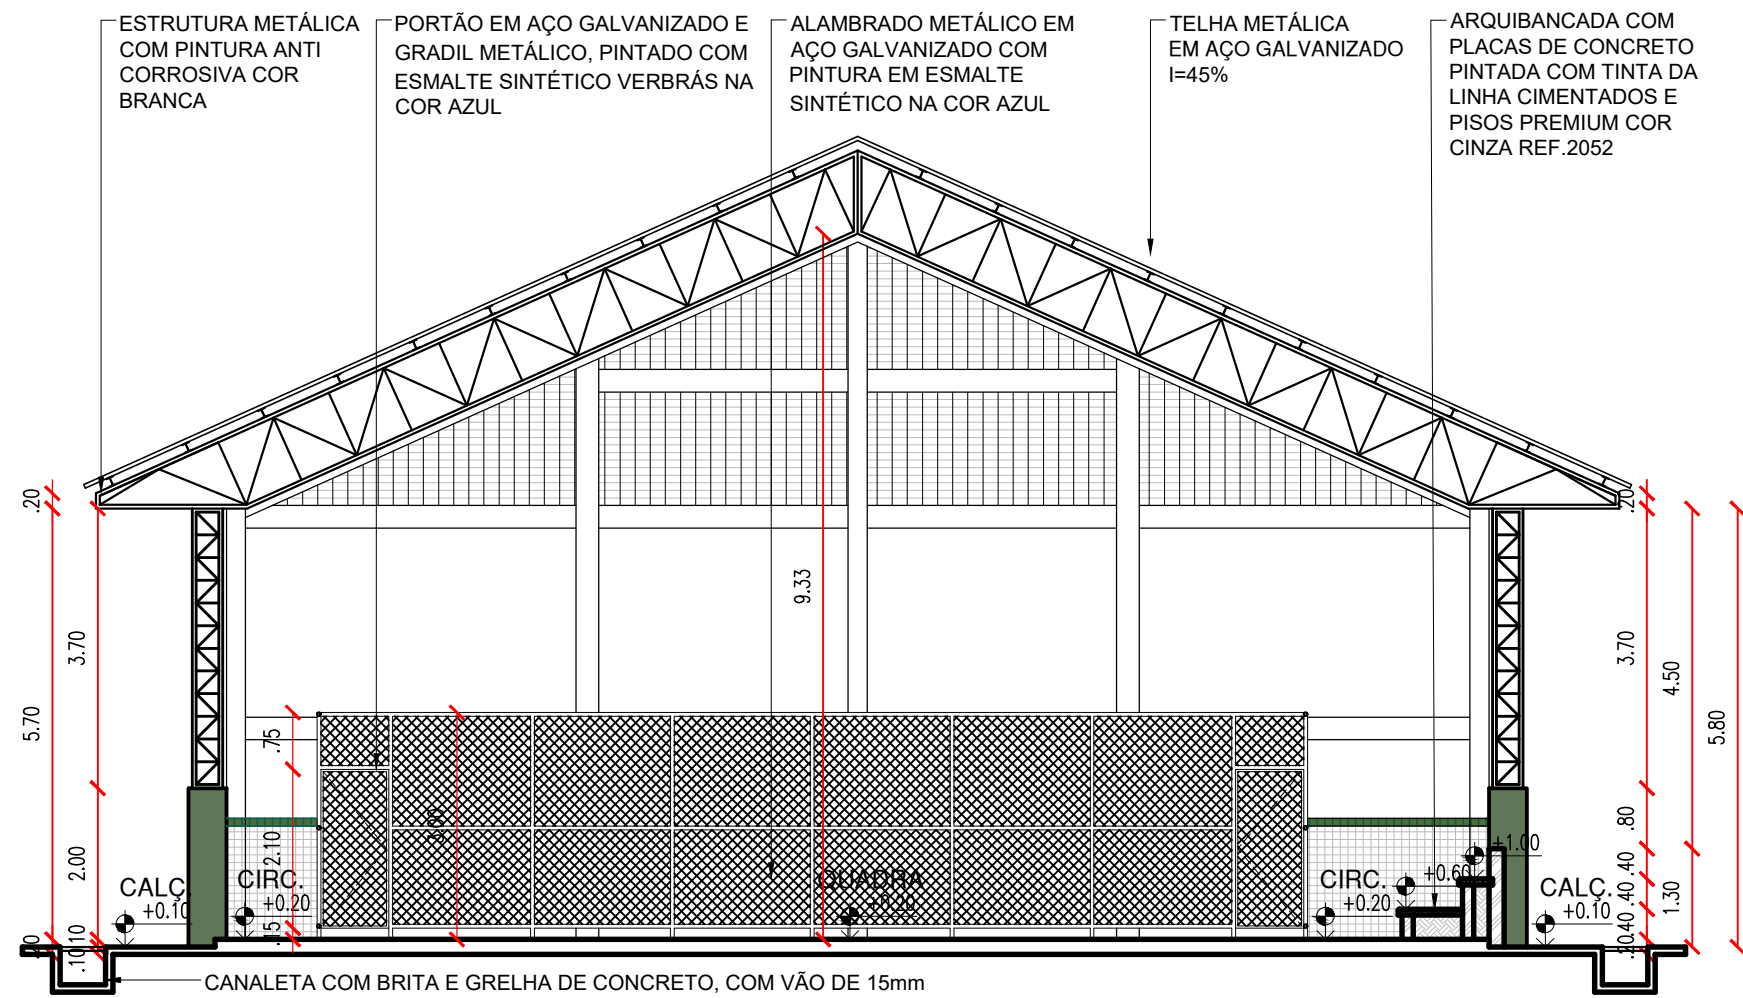 ESTRUTURA METÁLICA
COM PINTURA ANTI
CORROSIVA COR
BRANCA
PORTÃO EM AÇO GALVANIZADO E
GRADIL METÁLICO, PINTADO COM
ESMALTE SINTÉTICO VERBRÁS NA
COR AZUL
ALAMBRADO METÁLICO EM
AÇO GALVANIZADO COM
PINTURA EM ESMALTE
SINTÉTICO NA COR AZUL
TELHA METÁLICA
EM AÇO GALVANIZADO
I=45%
ARQUIBANCADA COM
PLACAS DE CONCRETO
PINTADA COM TINTA DA
LINHA CIMENTADOS E
PISOS PREMIUM COR
CINZA REF.2052
.20
5.70
.20
3.70
2.00
.10
.10
CALÇ.
+0.10
CIRC.
+0.20
.75
2.10
.15
3.00
9.33
QUADRA
+0.20
CIRC.
+0.20
+0.60
+1.00
CALÇ.
+0.10
.20
3.70
.80
.40
.40
.40
.20
4.50
1.30
5.80
CANALETA COM BRITA E GRELHA DE CONCRETO, COM VÃO DE 15mm